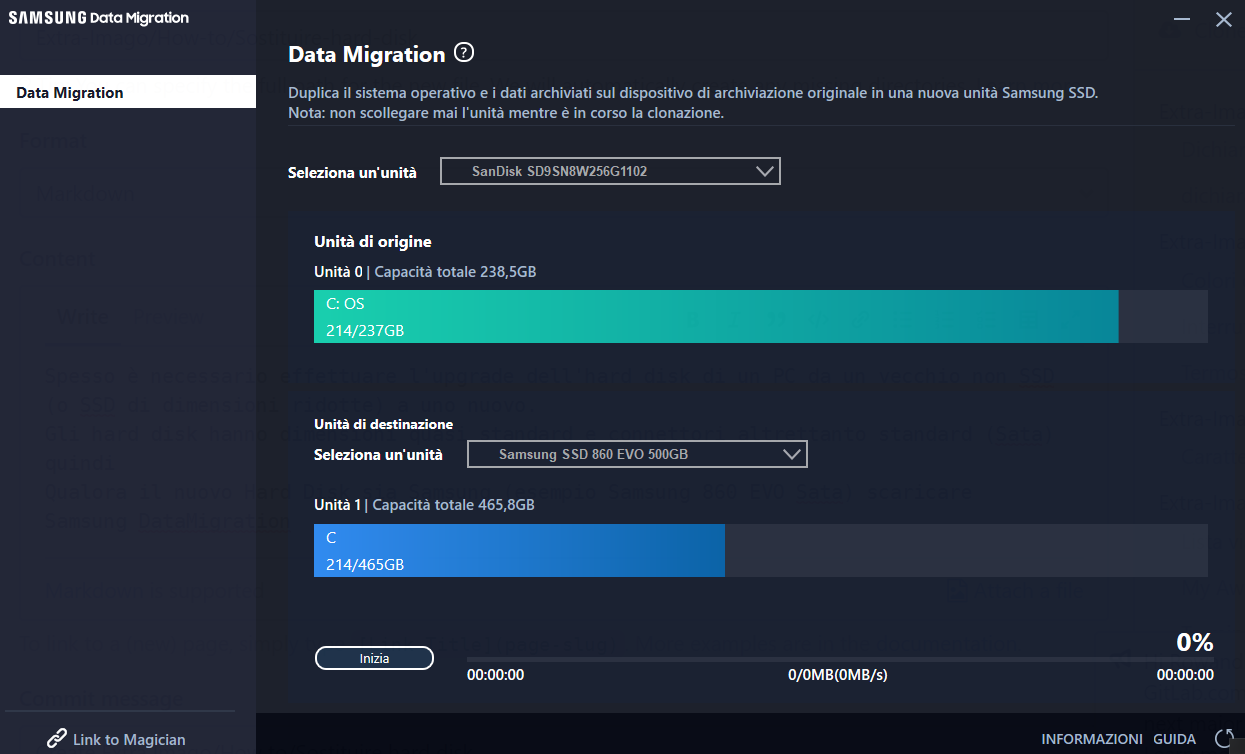 SAMSUNG Data Migration
Data Migration
Data Migration ?
Duplica il sistema operativo e i dati archiviati sul dispositivo di archiviazione originale in una nuova unità Samsung SSD.
Nota: non scollegare mai l'unità mentre è in corso la clonazione.
Seleziona un'unità
SanDisk SD9SN8W256G1102
Unità di origine
Unità 0 | Capacità totale 238,5GB
C: OS
214/237GB
Unità di destinazione
Seleziona un'unità
Samsung SSD 860 EVO 500GB
Unità 1 | Capacità totale 465,8GB
C
214/465GB
0%
Inizia
00:00:00
0/0MB(0MB/s)
00:00:00
Link to Magician
INFORMAZIONI
GUIDA